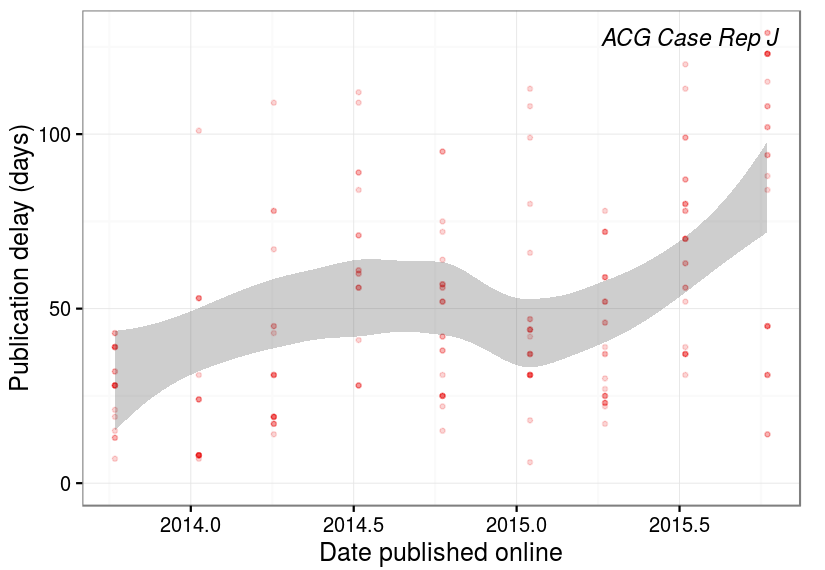 ACG Case Rep J
Publication delay (days)
100
50
0
2014.0
2014.5
2015.0
2015.5
Date published online